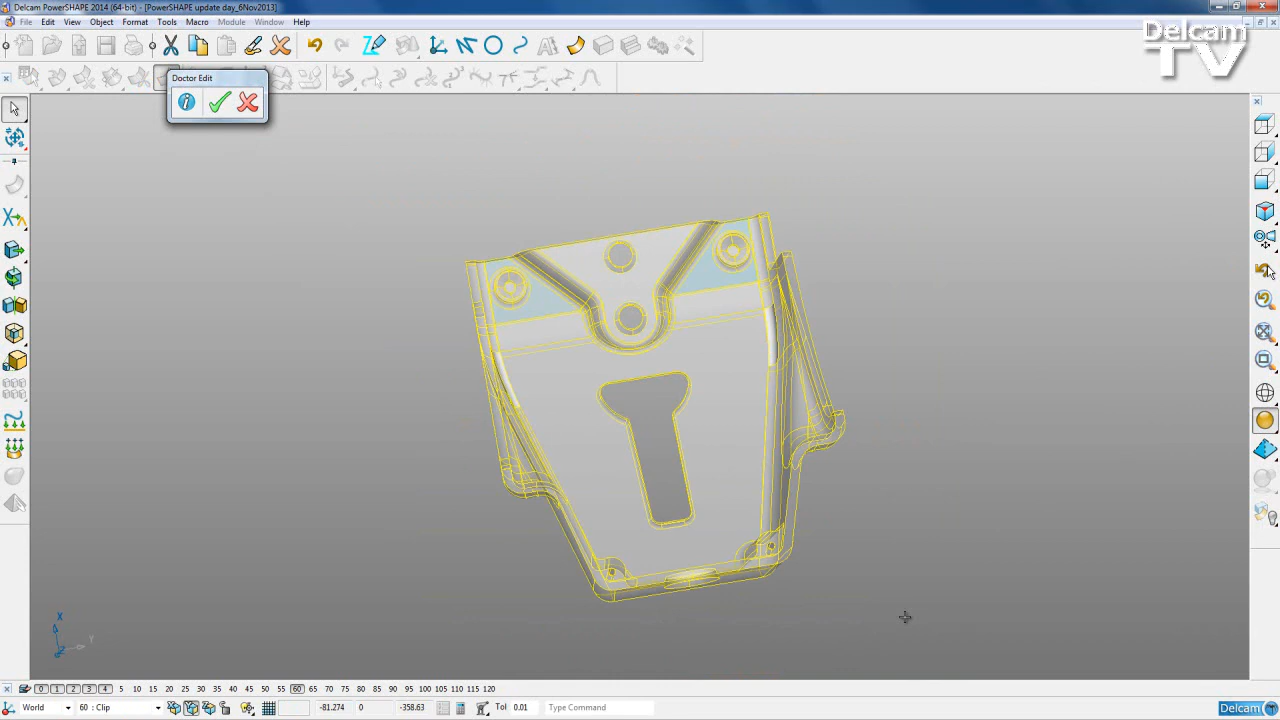 Delcam PowerSHAPE 2014 (64-bit) - [PowerSHAPE update day_6Nov2013]
File Edit View Object Format Tools Macro Module Window Help
Delcam
TV
Doctor Edit
X
Y
Z
0 1 2 3 4 5 10 15 20 25 30 35 40 45 50 55 60 65 70 75 80 85 90 95 100 105 110 115 120
World 60 : Clip -81.274 0 -358.63 Tol 0.01 Type Command Delcam